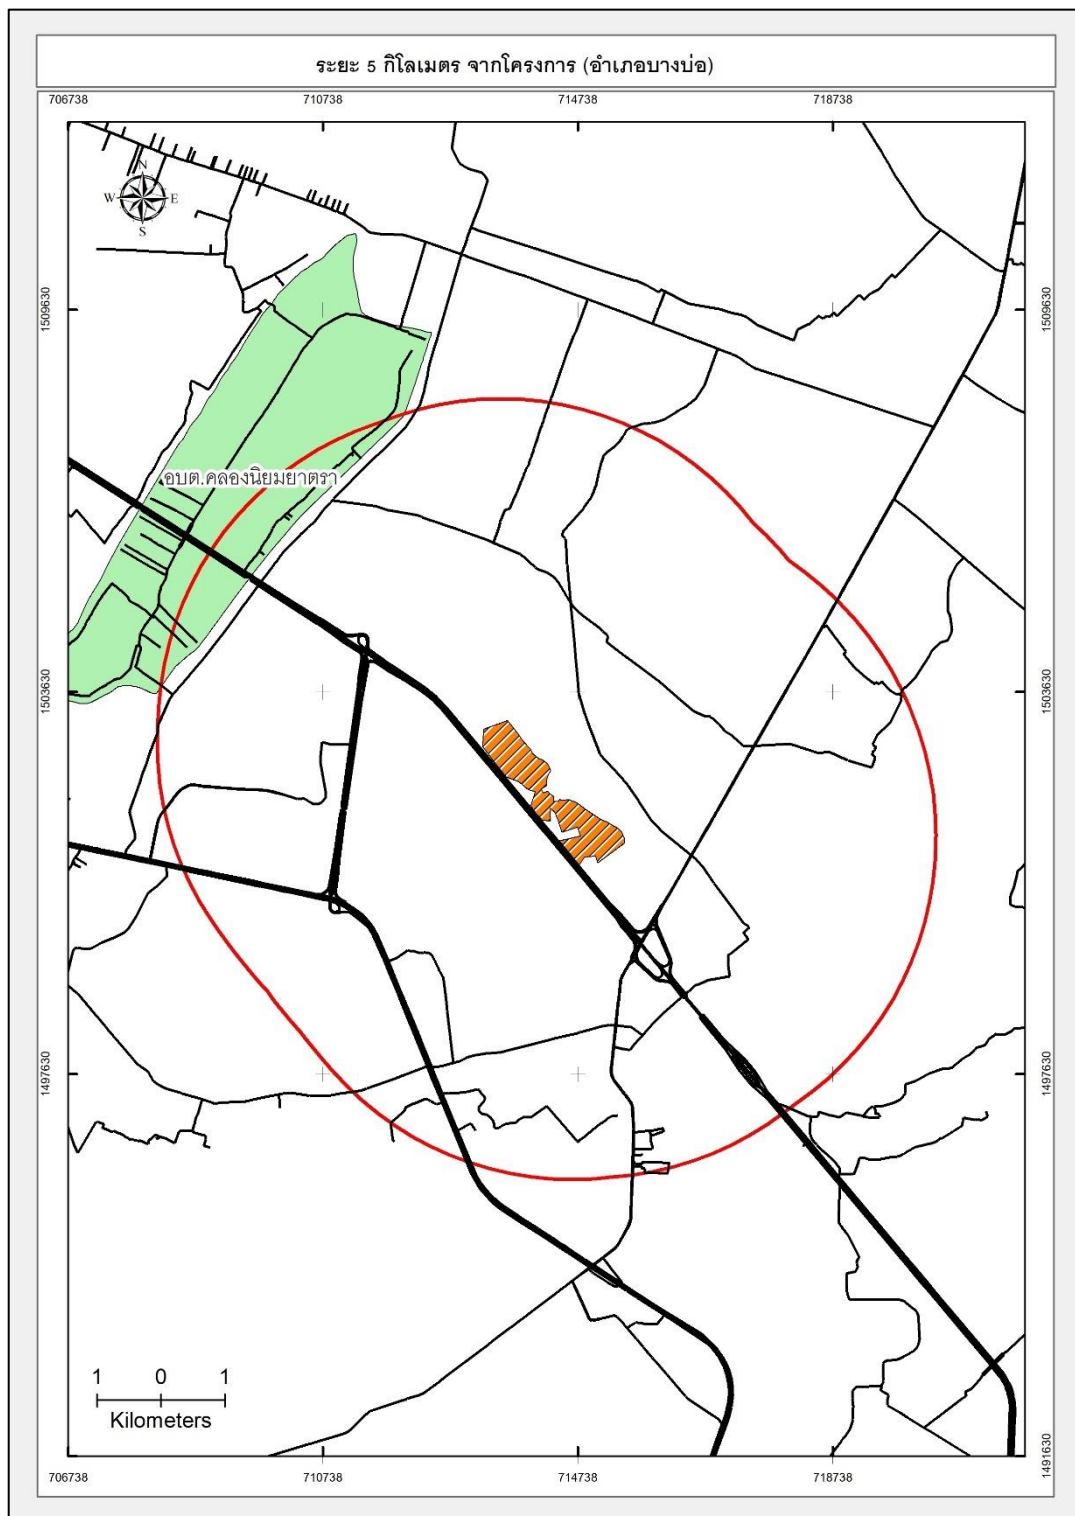 ระยะ 5 กิโลเมตร จากโครงการ (อำเภอบางบ่อ)
706738 710738 714738 718738
N
W E
S
1509630 1509630
อบต.คลองนิยมยาตรา
1503630 1503630
1497630 1497630
1 0 1
Kilometers
1491630
706738 710738 714738 718738